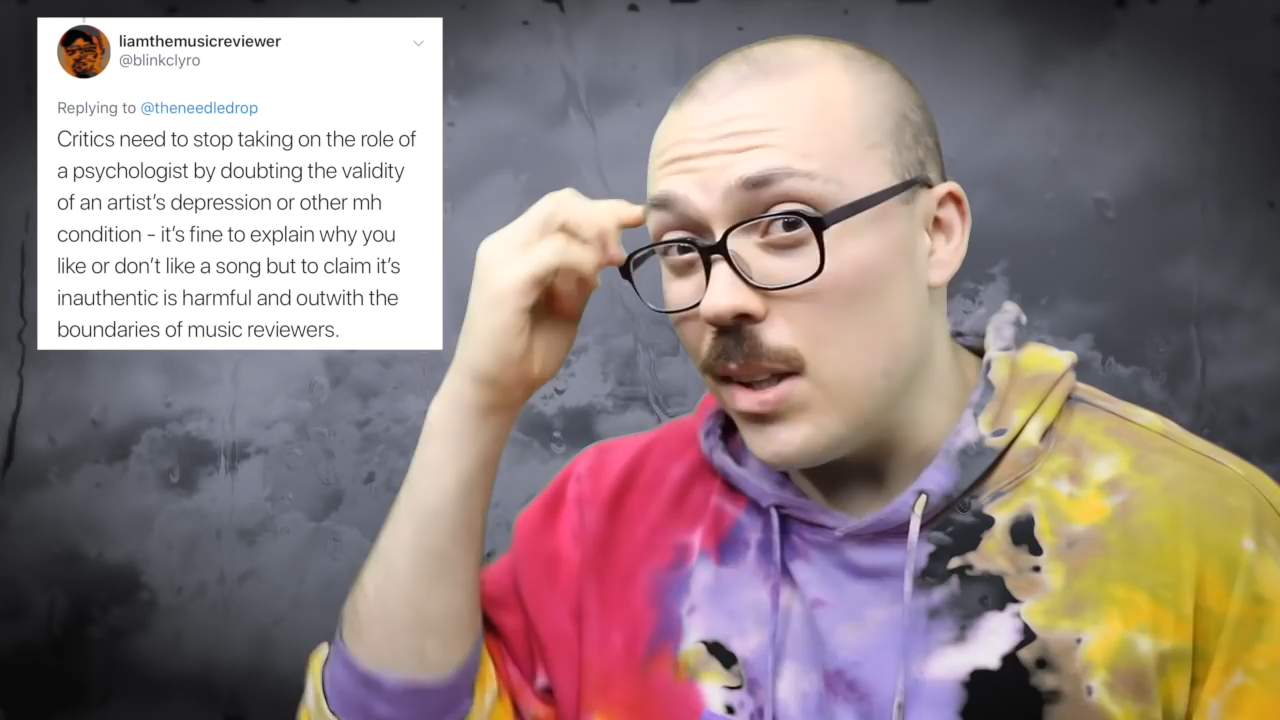 liamthemusicreviewer
@blinkclyro
Replying to @theneedledrop
Critics need to stop taking on the role of
a psychologist by doubting the validity
of an artist's depression or other mh
condition - it's fine to explain why you
like or don't like a song but to claim it's
inauthentic is harmful and outwith the
boundaries of music reviewers.